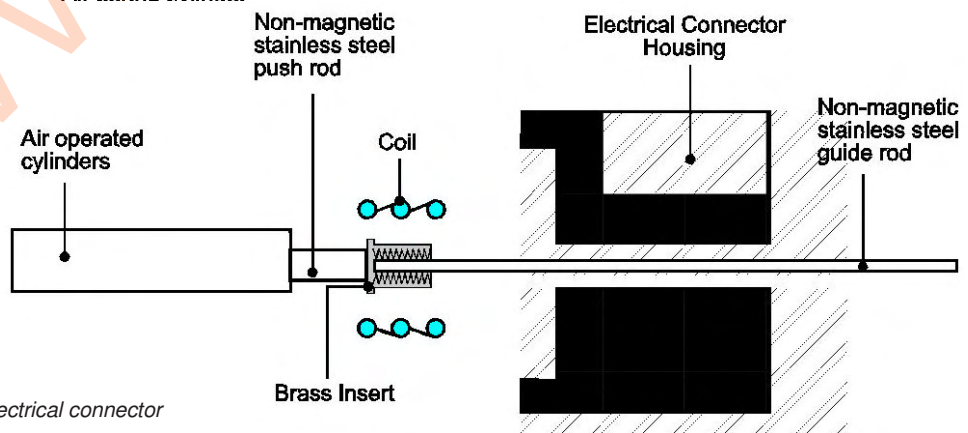 Non-magnetic
stainless steel
push rod
Electrical Connector
Housing
Non-magnetic
stainless steel
guide rod
Air operated
cylinders
Coil
Brass Insert
ectrical connector